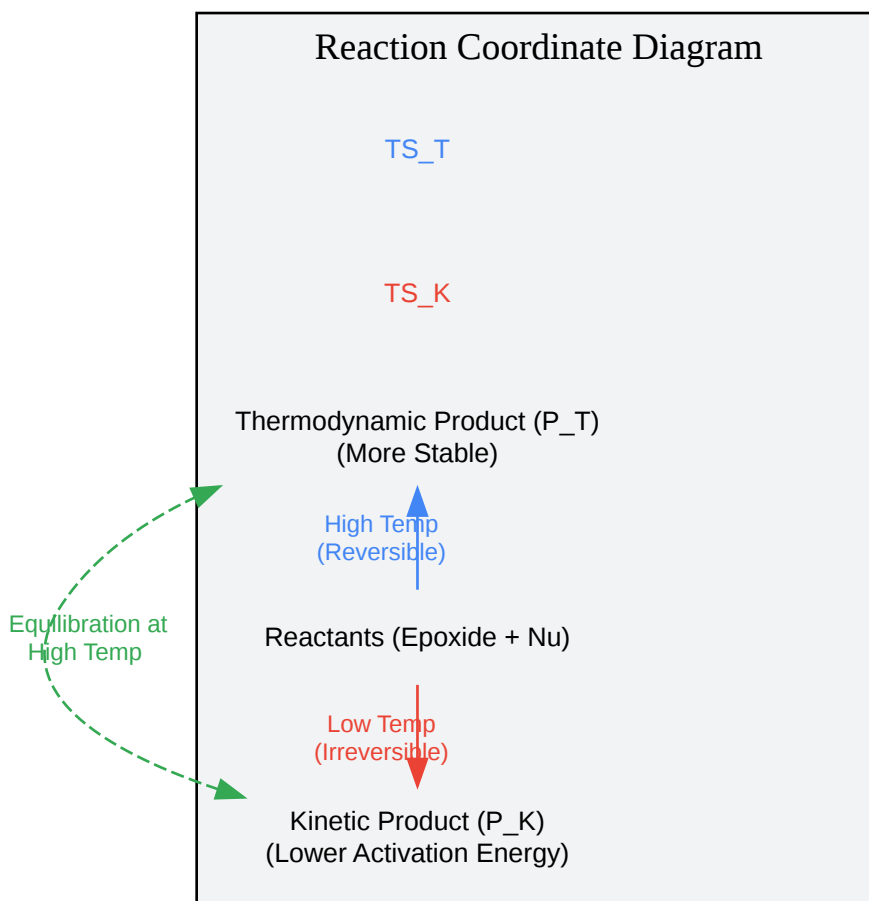 Reaction Coordinate Diagram
TS_T
TS_K
Thermodynamic Product (P_T)
(More Stable)
High Temp
(Reversible)
Equilibration at
High Temp
Reactants (Epoxide + Nu)
Low Temp
(Irreversible)
Kinetic Product (P_K)
(Lower Activation Energy)